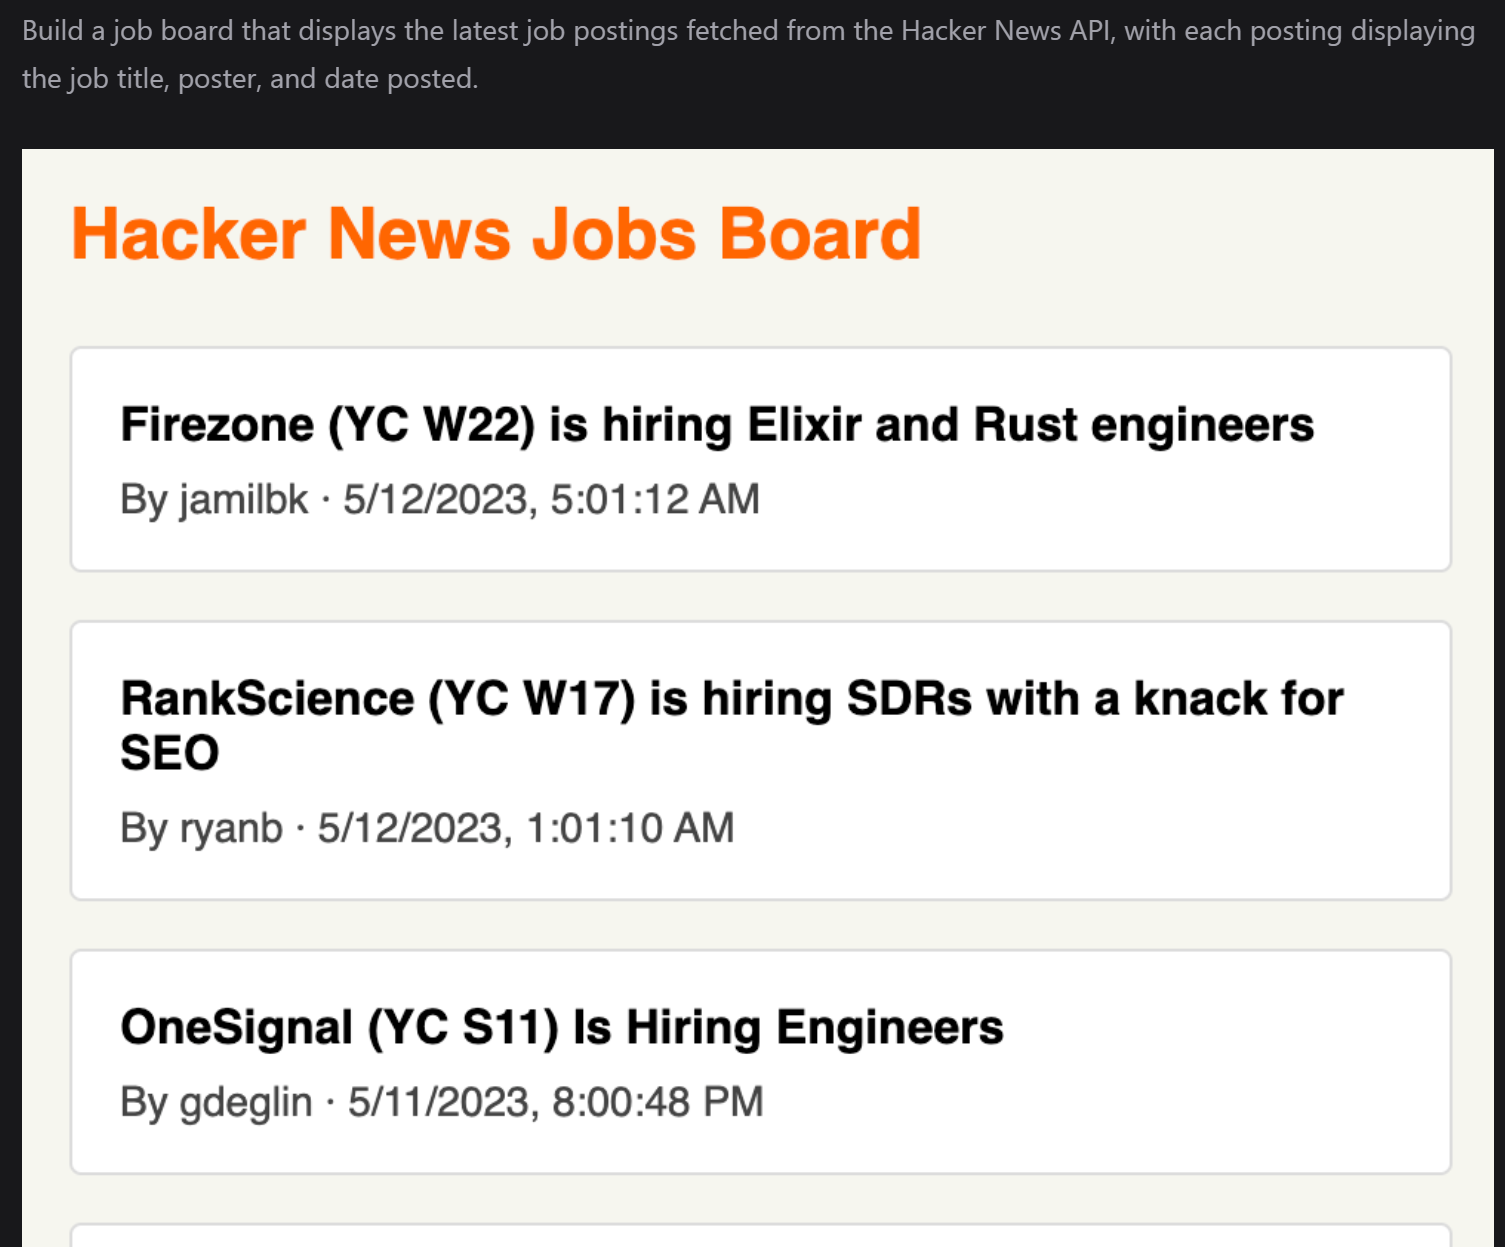 Build a job board that displays the latest job postings fetched from the Hacker News API, with each posting displaying
the job title, poster, and date posted.
Hacker News Jobs Board
Firezone (YC W22) is hiring Elixir and Rust engineers
By jamilbk · 5/12/2023, 5:01:12 AM
RankScience (YC W17) is hiring SDRs with a knack for
SEO
By ryanb · 5/12/2023, 1:01:10 AM
OneSignal (YC S11) Is Hiring Engineers
By gdeglin · 5/11/2023, 8:00:48 PM